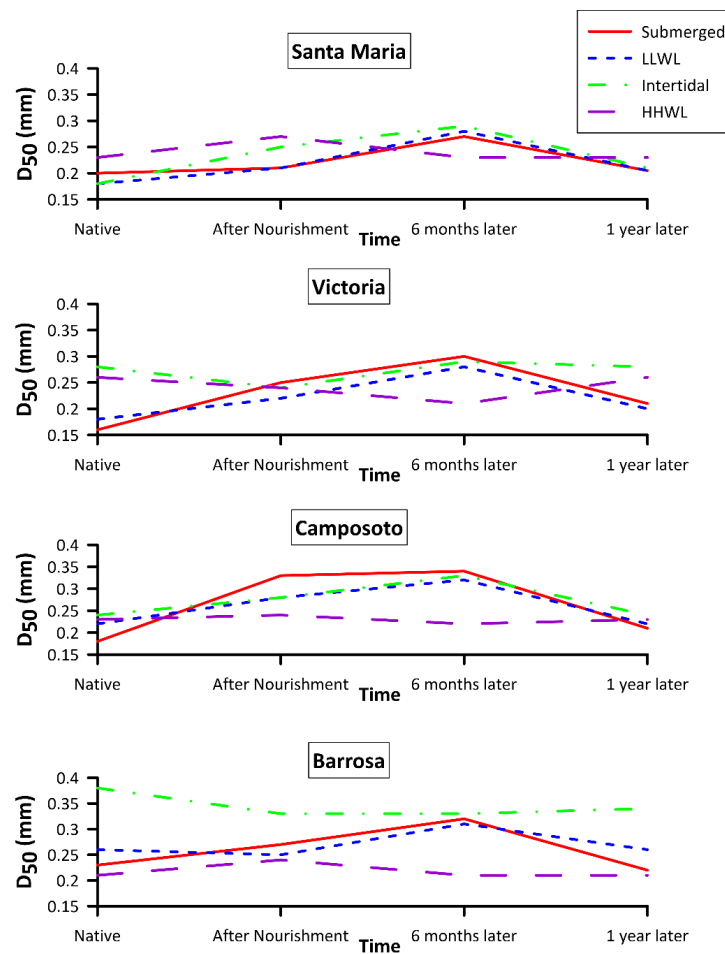 Submerged
LLWL
Intertidal
HHWL
Santa Maria
D50 (mm)
0.4
0.35
0.3
0.25
0.2
0.15
Native
After Nourishment
6 months later
1 year later
Time
Victoria
D50 (mm)
0.4
0.35
0.3
0.25
0.2
0.15
Native
After Nourishment
6 months later
1 year later
Time
Camposoto
D50 (mm)
0.4
0.35
0.3
0.25
0.2
0.15
Native
After Nourishment
6 months later
1 year later
Time
Barrosa
D50 (mm)
0.4
0.35
0.3
0.25
0.2
0.15
Native
After Nourishment
6 months later
1 year later
Time